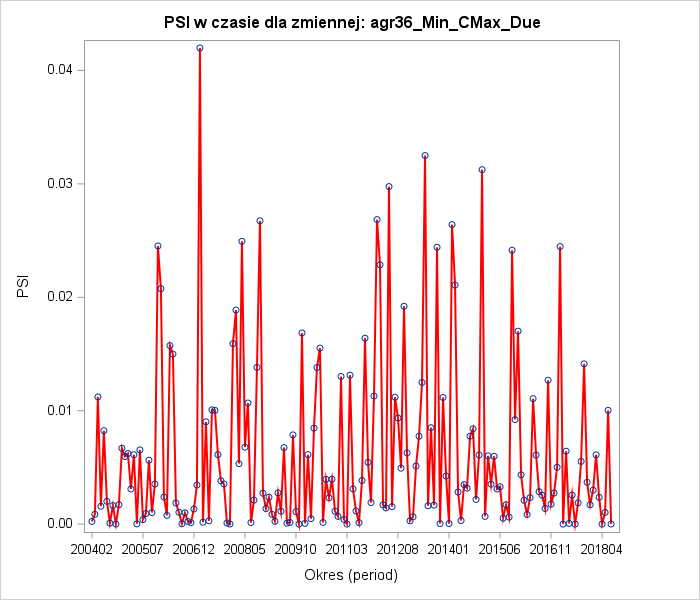 PSI w czasie dla zmiennej: agr36_Min_CMax_Due
0.04
0.03
0.02
0.01
0.00
PSI
200402 200507 200612 200805 200910 201103 201208 201401 201506 201611 201804
Okres (period)